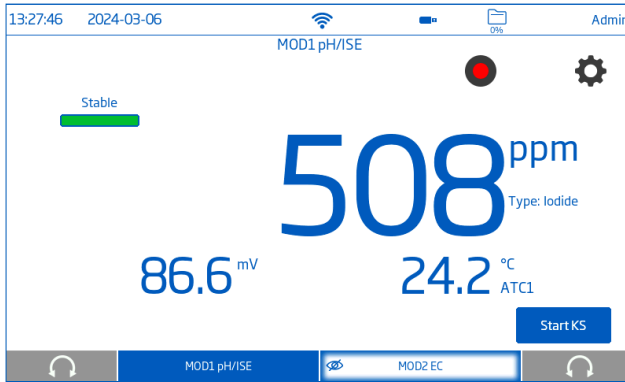 13:27:46 2024-03-06 0% Admin
MOD1 pH/ISE
Stable
508 ppm
Type: Iodide
86.6 mV 24.2 °C
ATC1
Start KS
MOD1 pH/ISE MOD2 EC